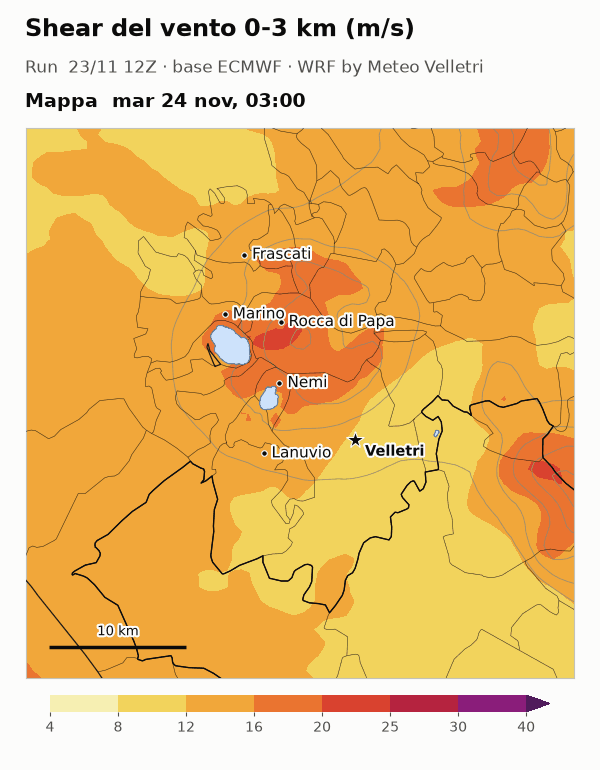 Shear del vento 0-3 km (m/s)
Run  23/11 12Z · base ECMWF · WRF by Meteo Velletri
Mappa  mar 24 nov, 03:00
Frascati
Marino
Rocca di Papa
Nemi
Velletri
Lanuvio
10 km
4 8 12 16 20 25 30 40